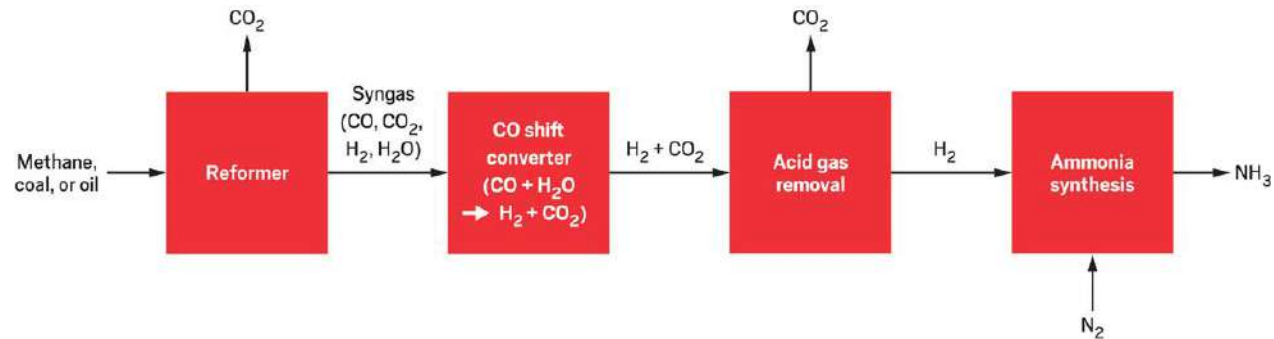 CO₂
CO₂
Methane,
coal, or oil
Reformer
Syngas
(CO, CO₂,
H₂, H₂O)
CO shift
converter
(CO + H₂O
→ H₂ + CO₂)
H₂ + CO₂
Acid gas
removal
H₂
Ammonia
synthesis
NH₃
N₂